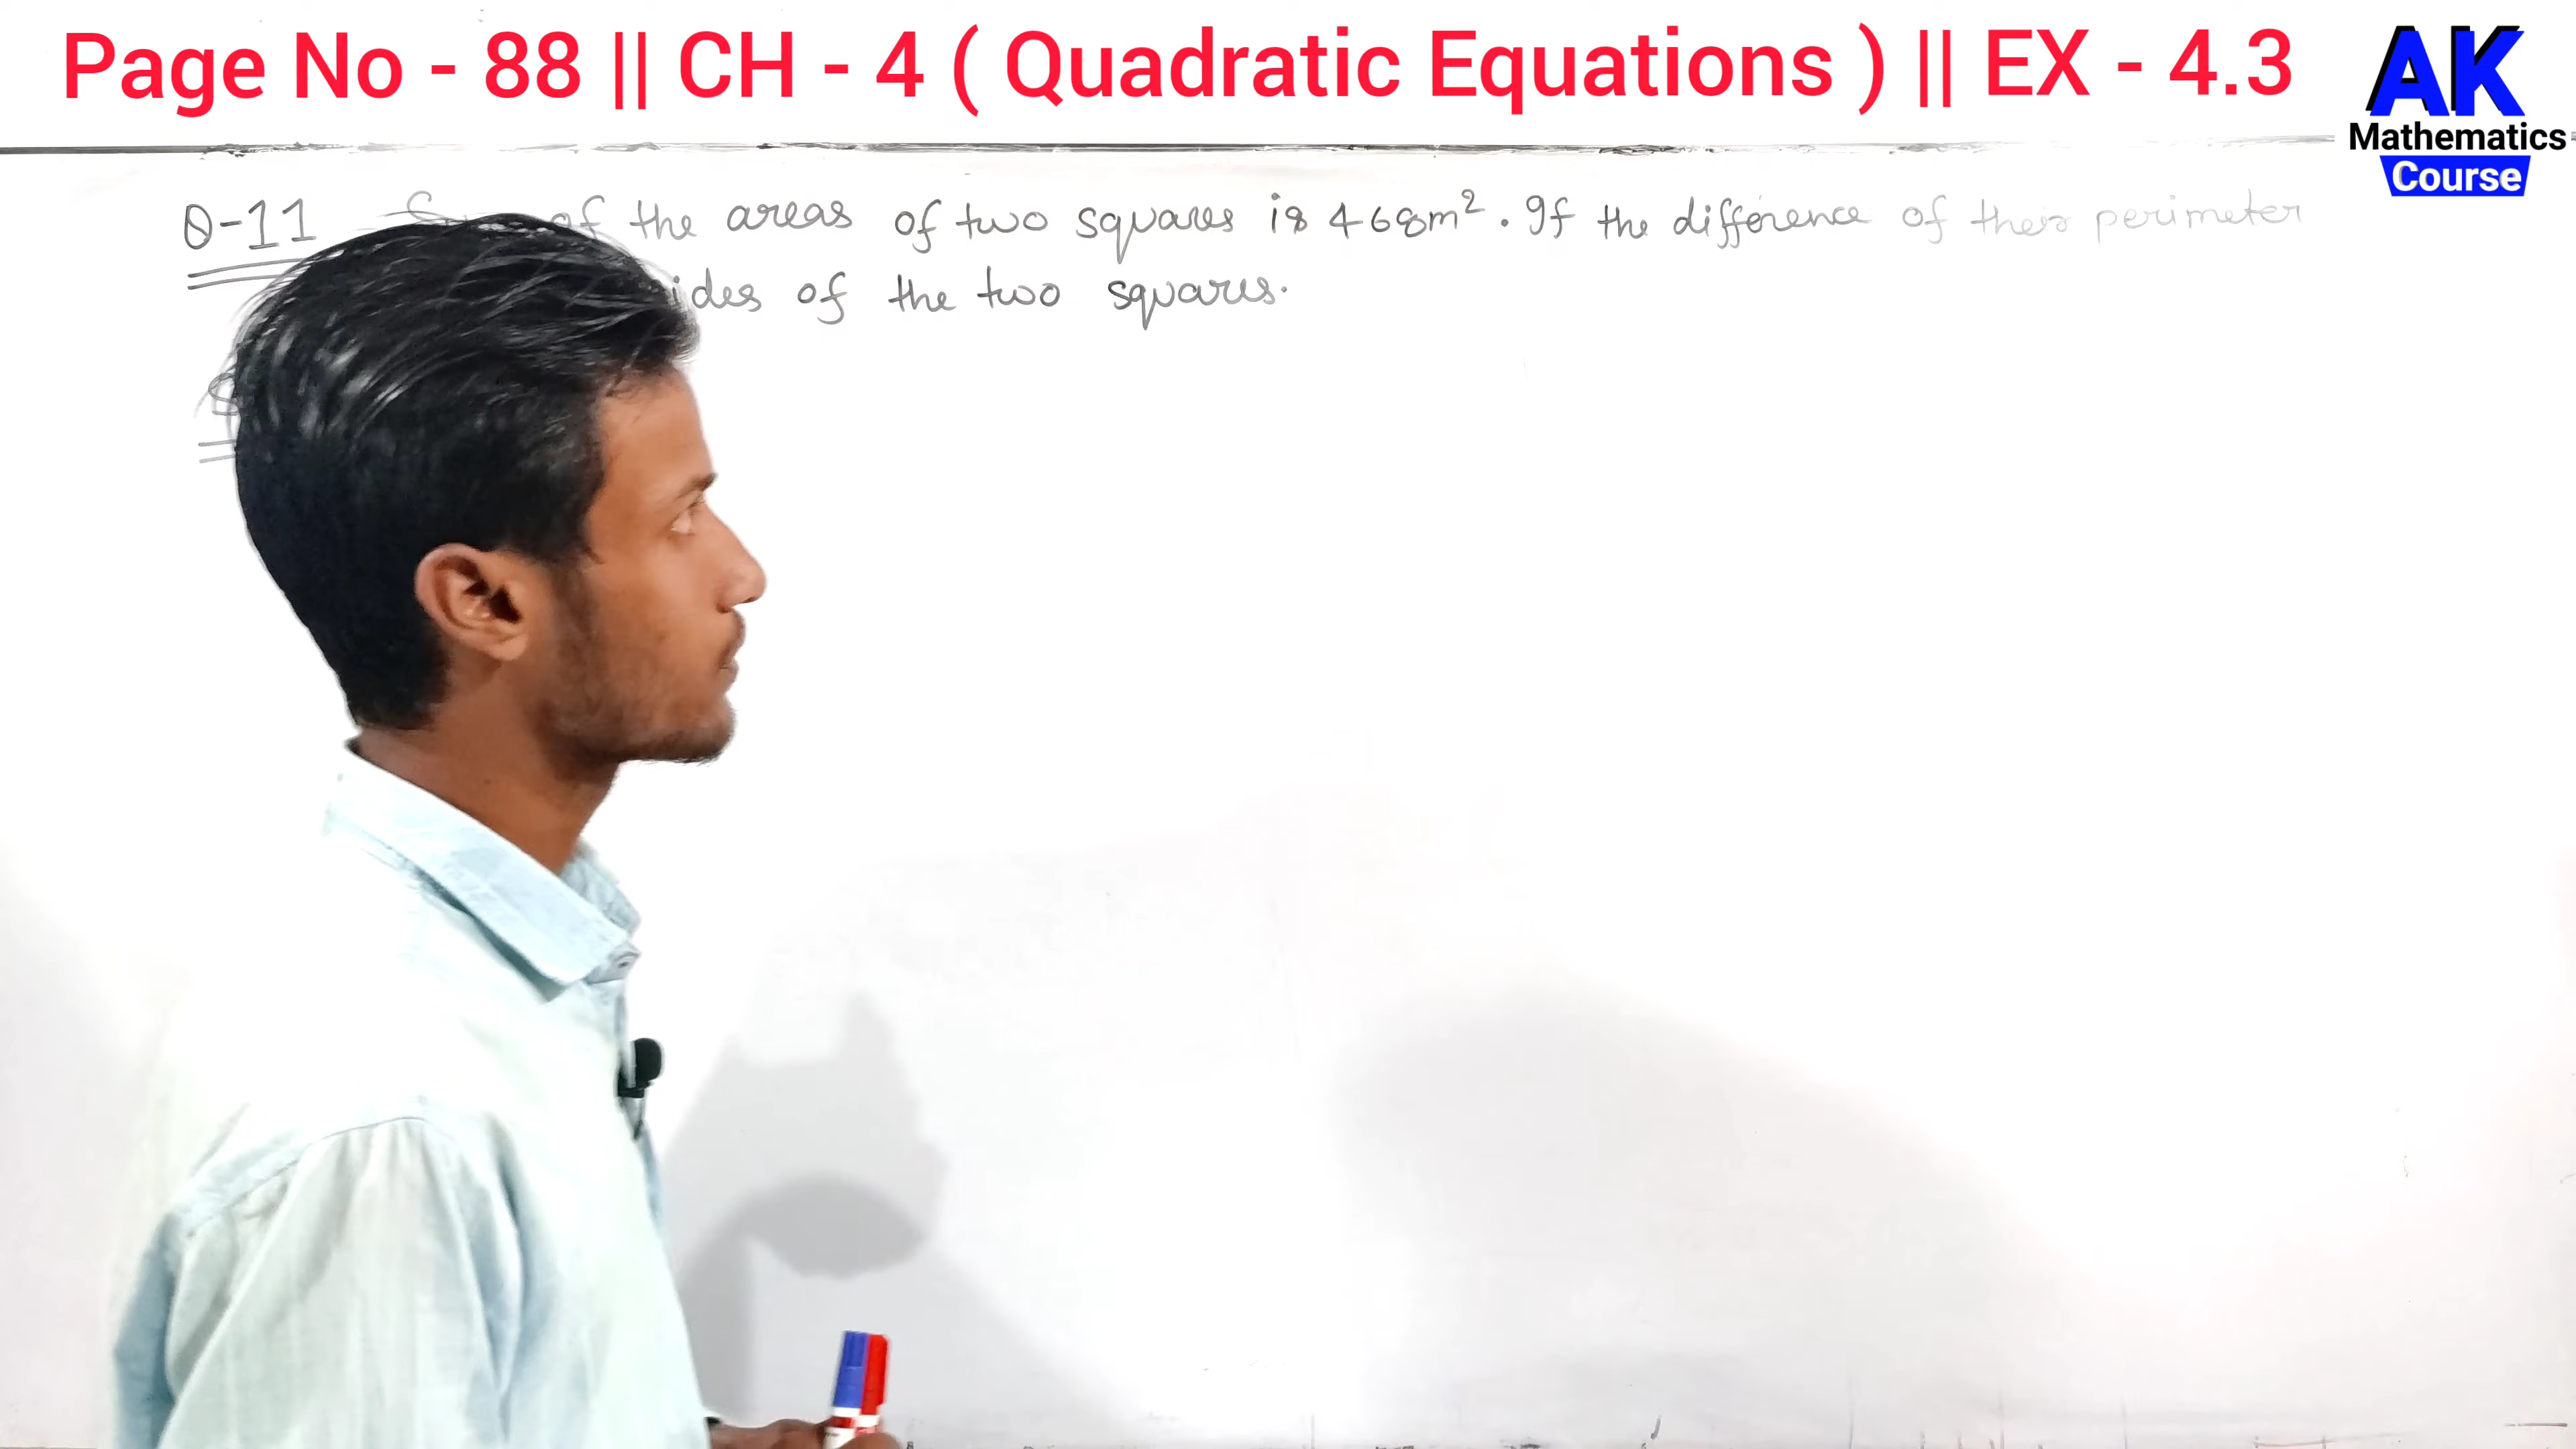 Page No - 88 || CH - 4 ( Quadratic Equations ) || EX - 4.3
AK
Mathematics
Course
Q-11 of the areas of two squares is 468m². If the difference of their perimeter
of the two squares.